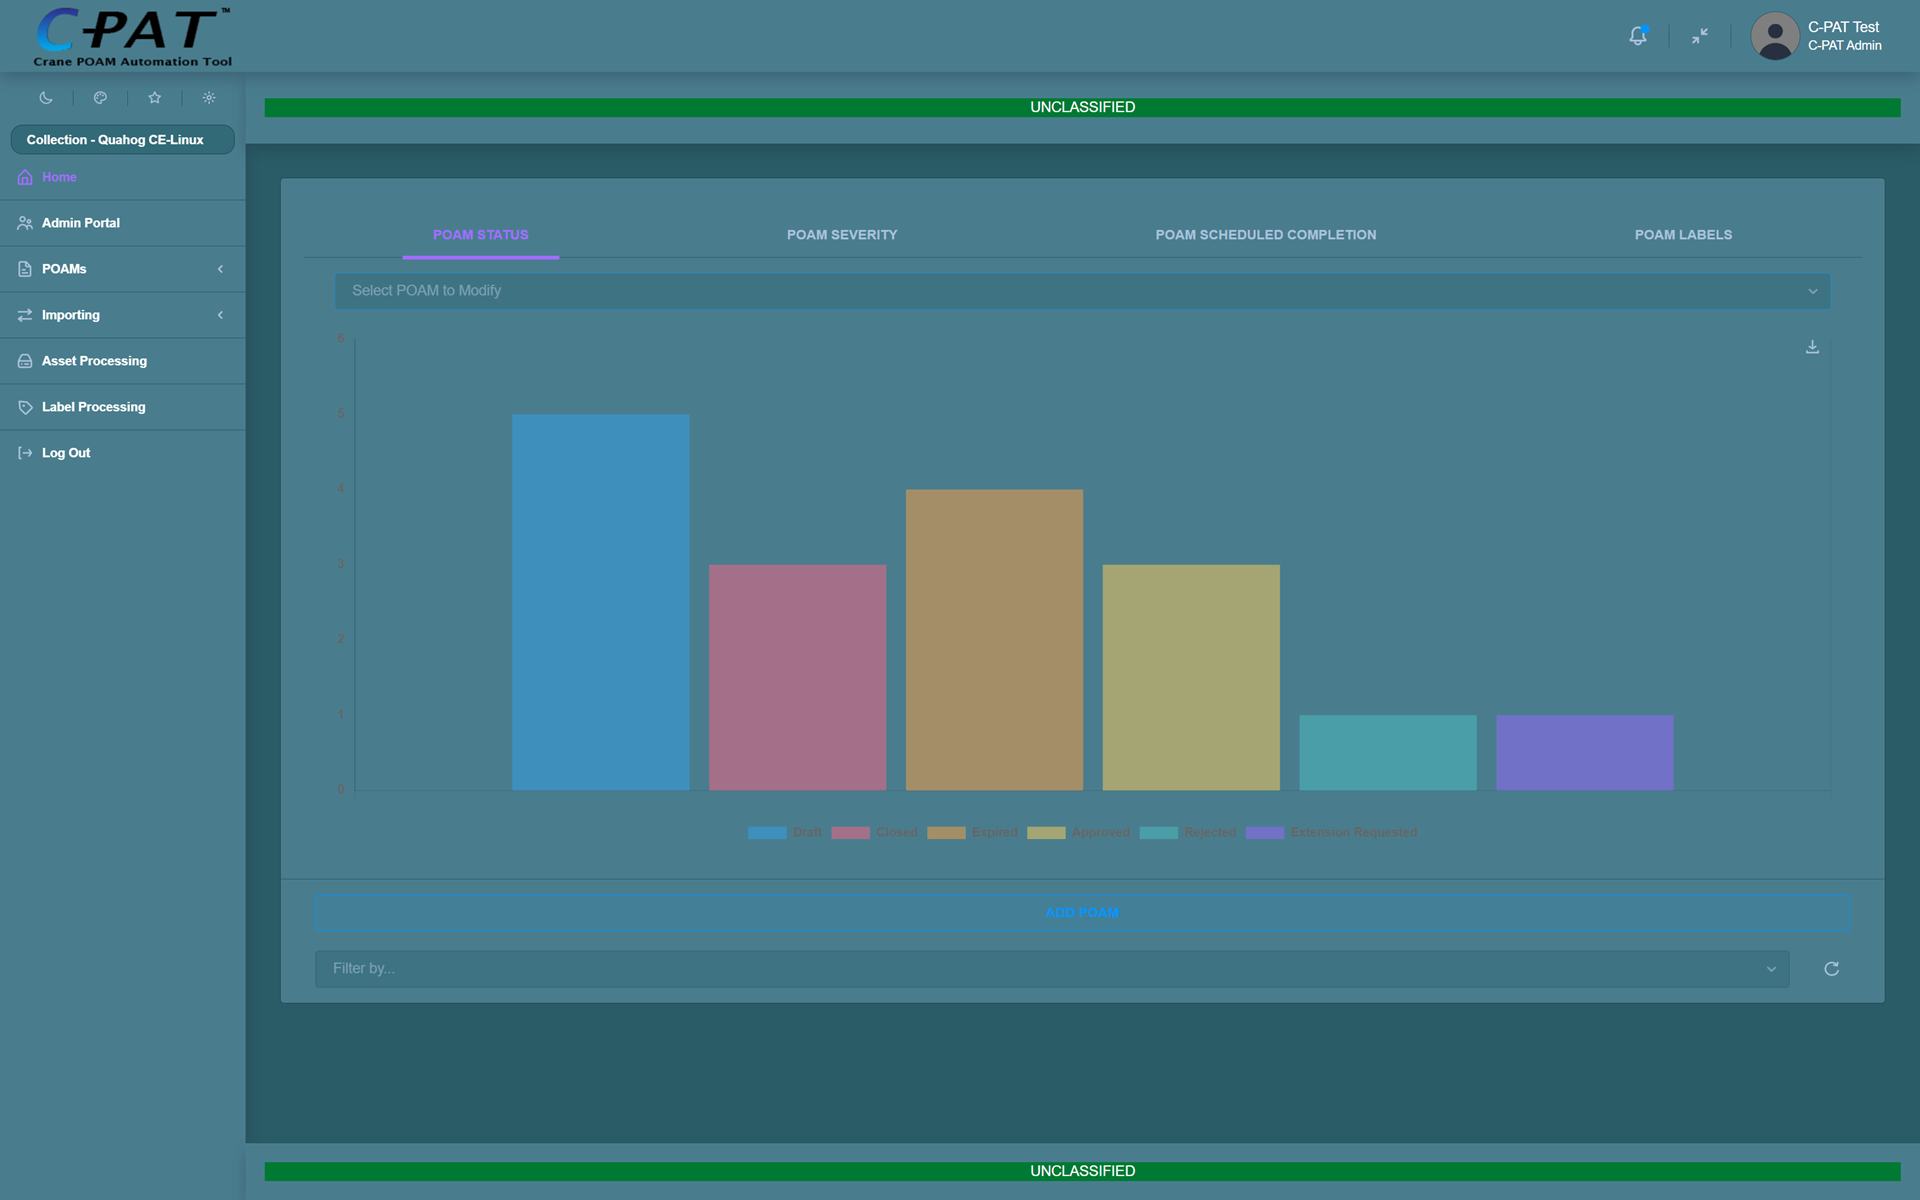 C-PAT™
Crane POAM Automation Tool
C-PAT Test
C-PAT Admin
UNCLASSIFIED
Collection - Quahog CE-Linux
Home
Admin Portal
POAMs
Importing
Asset Processing
Label Processing
Log Out
POAM STATUS
POAM SEVERITY
POAM SCHEDULED COMPLETION
POAM LABELS
Select POAM to Modify
6
5
4
3
2
1
0
Draft
Closed
Expired
Approved
Rejected
Extension Requested
ADD POAM
Filter by...
UNCLASSIFIED